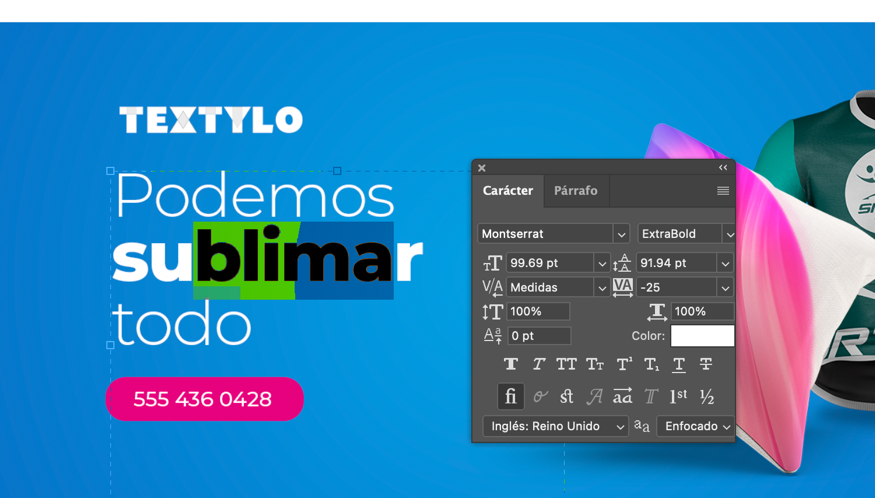 TEXTYLO
Podemos
sublimar
todo
555 436 0428
Carácter
Párrafo
Montserrat
ExtraBold
99.69 pt
91.94 pt
Medidas
-25
100%
100%
0 pt
Color:
Inglés: Reino Unido
Enfocado